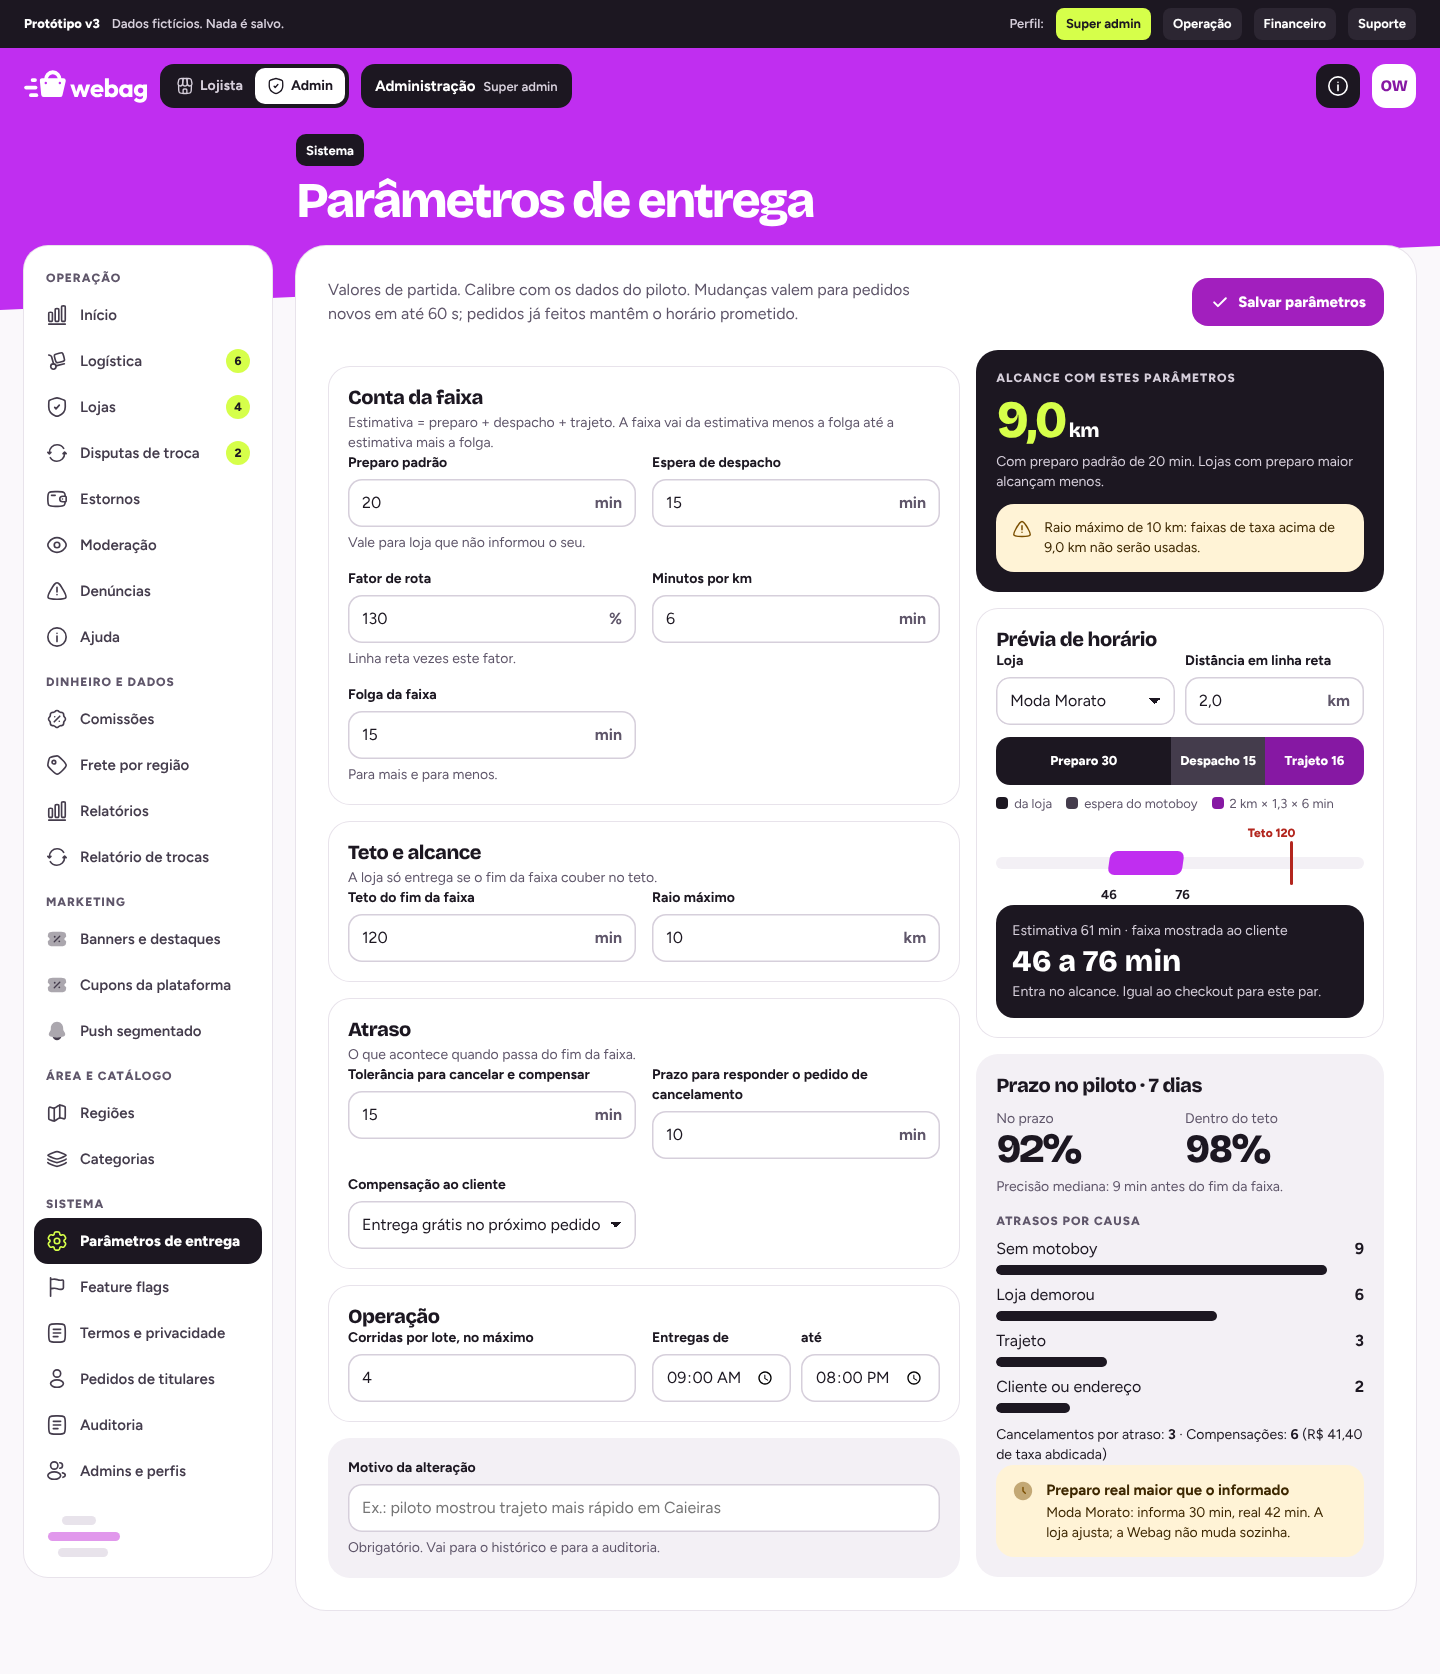 Protótipo v3 Dados fictícios. Nada é salvo.
Perfil: Super admin Operação Financeiro Suporte
webag Lojista Admin Administração Super admin OW
Sistema
Parâmetros de entrega
OPERAÇÃO
Início
Logística 6
Lojas 4
Disputas de troca 2
Estornos
Moderação
Denúncias
Ajuda
DINHEIRO E DADOS
Comissões
Frete por região
Relatórios
Relatório de trocas
MARKETING
Banners e destaques
Cupons da plataforma
Push segmentado
ÁREA E CATÁLOGO
Regiões
Categorias
SISTEMA
Parâmetros de entrega
Feature flags
Termos e privacidade
Pedidos de titulares
Auditoria
Admins e perfis
Valores de partida. Calibre com os dados do piloto. Mudanças valem para pedidos
novos em até 60 s; pedidos já feitos mantêm o horário prometido.
Salvar parâmetros
Conta da faixa
Estimativa = preparo + despacho + trajeto. A faixa vai da estimativa menos a folga até a
estimativa mais a folga.
Preparo padrão Espera de despacho
20 min 15 min
Vale para loja que não informou o seu.
Fator de rota Minutos por km
130 % 6 min
Linha reta vezes este fator.
Folga da faixa
15 min
Para mais e para menos.
Teto e alcance
A loja só entrega se o fim da faixa couber no teto.
Teto do fim da faixa Raio máximo
120 min 10 km
Atraso
O que acontece quando passa do fim da faixa.
Tolerância para cancelar e compensar
15 min
Prazo para responder o pedido de
cancelamento
10 min
Compensação ao cliente
Entrega grátis no próximo pedido
Operação
Corridas por lote, no máximo Entregas de até
4 09:00 AM 08:00 PM
Motivo da alteração
Ex.: piloto mostrou trajeto mais rápido em Caieiras
Obrigatório. Vai para o histórico e para a auditoria.
ALCANCE COM ESTES PARÂMETROS
9,0 km
Com preparo padrão de 20 min. Lojas com preparo maior
alcançam menos.
Raio máximo de 10 km: faixas de taxa acima de
9,0 km não serão usadas.
Prévia de horário
Loja Distância em linha reta
Moda Morato 2,0 km
Preparo 30 Despacho 15 Trajeto 16
da loja espera do motoboy 2 km × 1,3 × 6 min
Teto 120
46 76
Estimativa 61 min · faixa mostrada ao cliente
46 a 76 min
Entra no alcance. Igual ao checkout para este par.
Prazo no piloto · 7 dias
No prazo Dentro do teto
92% 98%
Precisão mediana: 9 min antes do fim da faixa.
ATRASOS POR CAUSA
Sem motoboy 9
Loja demorou 6
Trajeto 3
Cliente ou endereço 2
Cancelamentos por atraso: 3 · Compensações: 6 (R$ 41,40
de taxa abdicada)
Preparo real maior que o informado
Moda Morato: informa 30 min, real 42 min. A
loja ajusta; a Webag não muda sozinha.